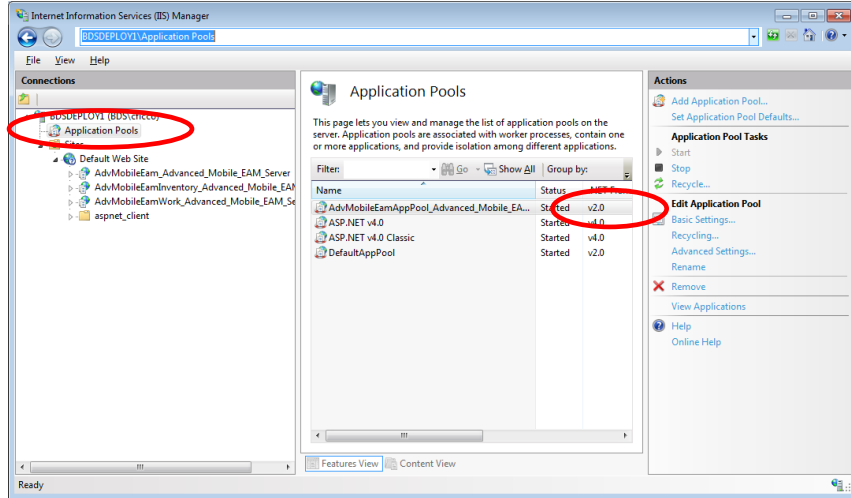 Internet Information Services (IIS) Manager
BDSDEPLOY1\Application Pools
File View Help
Connections
BDSDEPLOY1 (BDS\cricco)
Application Pools
Sites
Default Web Site
AdvMobileEam_Advanced_Mobile_EAM_Server
AdvMobileEamInventory_Advanced_Mobile_EAM
AdvMobileEamWork_Advanced_Mobile_EAM_Se
aspnet_client
Application Pools
This page lets you view and manage the list of application pools on the
server. Application pools are associated with worker processes, contain one
or more applications, and provide isolation among different applications.
Filter: Go Show All Group by:
Name Status .NET Fram
AdvMobileEamAppPool_Advanced_Mobile_EA... Started v2.0
ASP.NET v4.0 Started v4.0
ASP.NET v4.0 Classic Started v4.0
DefaultAppPool Started v2.0
Features View Content View
Actions
Add Application Pool...
Set Application Pool Defaults...
Application Pool Tasks
Start
Stop
Recycle...
Edit Application Pool
Basic Settings...
Recycling...
Advanced Settings...
Rename
Remove
View Applications
Help
Online Help
Ready